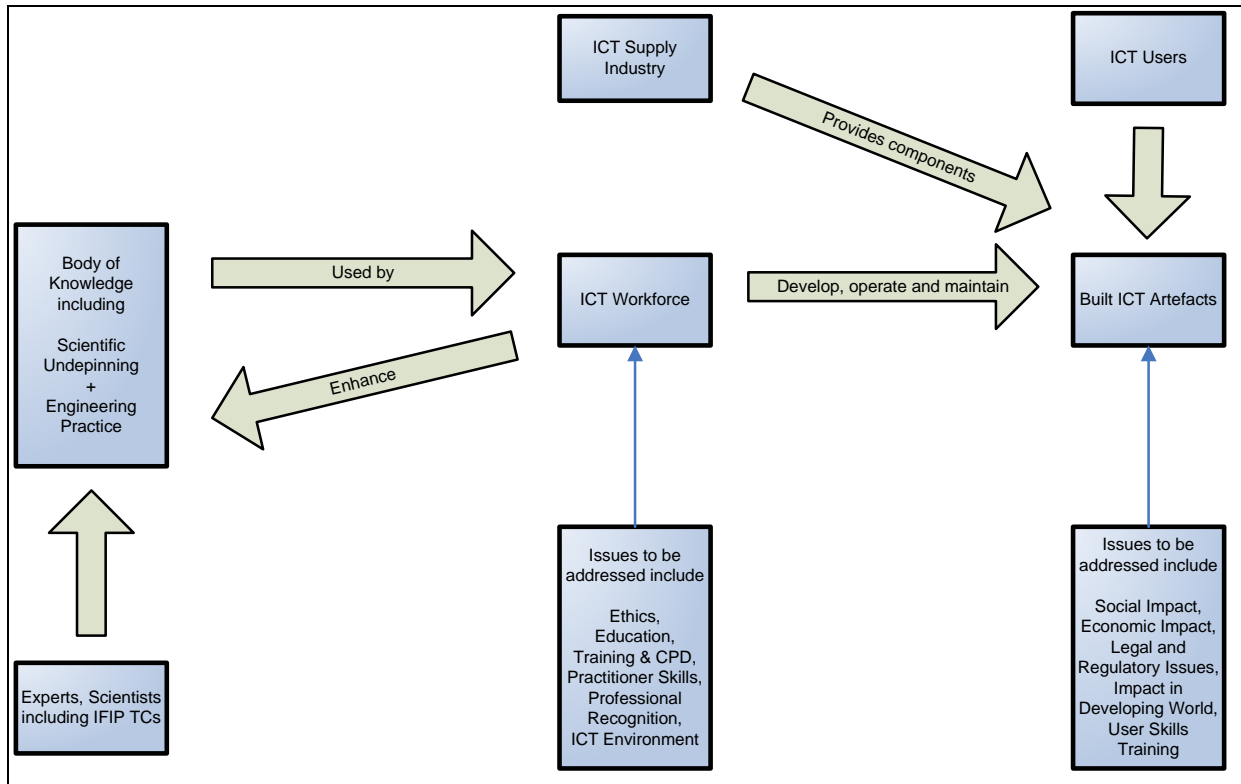 ICT Supply
Industry
ICT Users
Provides components
Body of
Knowledge
including
Scientific
Undepinning
+
Engineering
Practice
Used by
ICT Workforce
Develop, operate and maintain
Built ICT Artefacts
Enhance
Experts, Scientists
including IFIP TCs
Issues to be
addressed include
Ethics,
Education,
Training & CPD,
Practitioner Skills,
Professional
Recognition,
ICT Environment
Issues to be
addressed include
Social Impact,
Economic Impact,
Legal and
Regulatory Issues,
Impact in
Developing World,
User Skills
Training